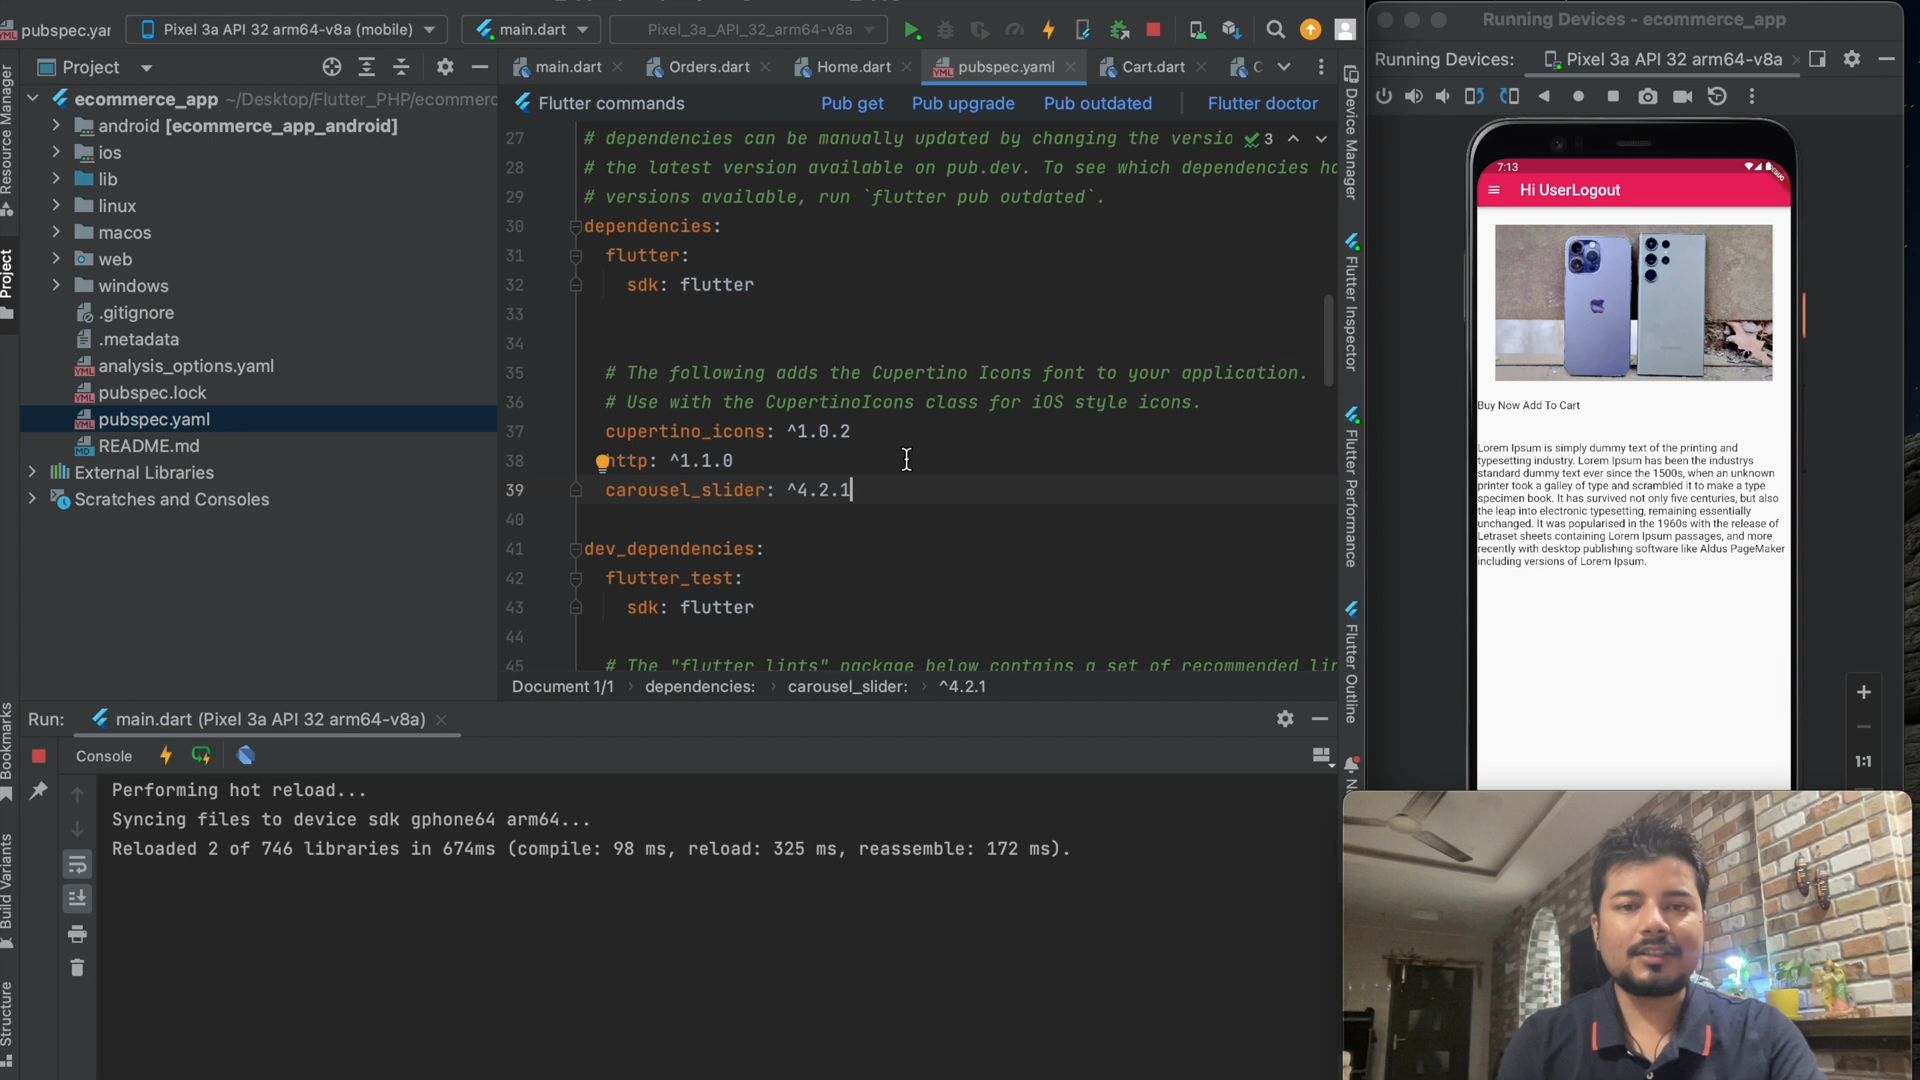 pubspec.yar
Pixel 3a API 32 arm64-v8a (mobile)
main.dart
Pixel_3a_API_32_arm64-v8a
Running Devices - ecommerce_app
Project
main.dart
Orders.dart
Home.dart
pubspec.yaml
Cart.dart
C
Running Devices:
Pixel 3a API 32 arm64-v8a
Flutter commands
Pub get
Pub upgrade
Pub outdated
Flutter doctor
Resource Manager
Project
Bookmarks
Build Variants
Structure
ecommerce_app ~/Desktop/Flutter_PHP/ecommerc
android [ecommerce_app_android]
ios
lib
linux
macos
web
windows
.gitignore
.metadata
analysis_options.yaml
pubspec.lock
pubspec.yaml
README.md
External Libraries
Scratches and Consoles
3
27 # dependencies can be manually updated by changing the versio
28 # the latest version available on pub.dev. To see which dependencies ha
29 # versions available, run `flutter pub outdated`.
30 dependencies:
31 flutter:
32 sdk: flutter
33
34
35 # The following adds the Cupertino Icons font to your application.
36 # Use with the CupertinoIcons class for iOS style icons.
37 cupertino_icons: ^1.0.2
38 http: ^1.1.0
39 carousel_slider: ^4.2.1
40
41 dev_dependencies:
42 flutter_test:
43 sdk: flutter
44
45 # The "flutter_lints" package below contains a set of recommended lin
Document 1/1 › dependencies: › carousel_slider: › ^4.2.1
Device Manager
Flutter Inspector
Flutter Performance
Flutter Outline
7:13
Hi UserLogout
Buy Now Add To Cart
Lorem Ipsum is simply dummy text of the printing and
typesetting industry. Lorem Ipsum has been the industrys
standard dummy text ever since the 1500s, when an unknown
printer took a galley of type and scrambled it to make a type
specimen book. It has survived not only five centuries, but also
the leap into electronic typesetting, remaining essentially
unchanged. It was popularised in the 1960s with the release of
Letraset sheets containing Lorem Ipsum passages, and more
recently with desktop publishing software like Aldus PageMaker
including versions of Lorem Ipsum.
1:1
Run:
main.dart (Pixel 3a API 32 arm64-v8a)
Console
Performing hot reload...
Syncing files to device sdk gphone64 arm64...
Reloaded 2 of 746 libraries in 674ms (compile: 98 ms, reload: 325 ms, reassemble: 172 ms).